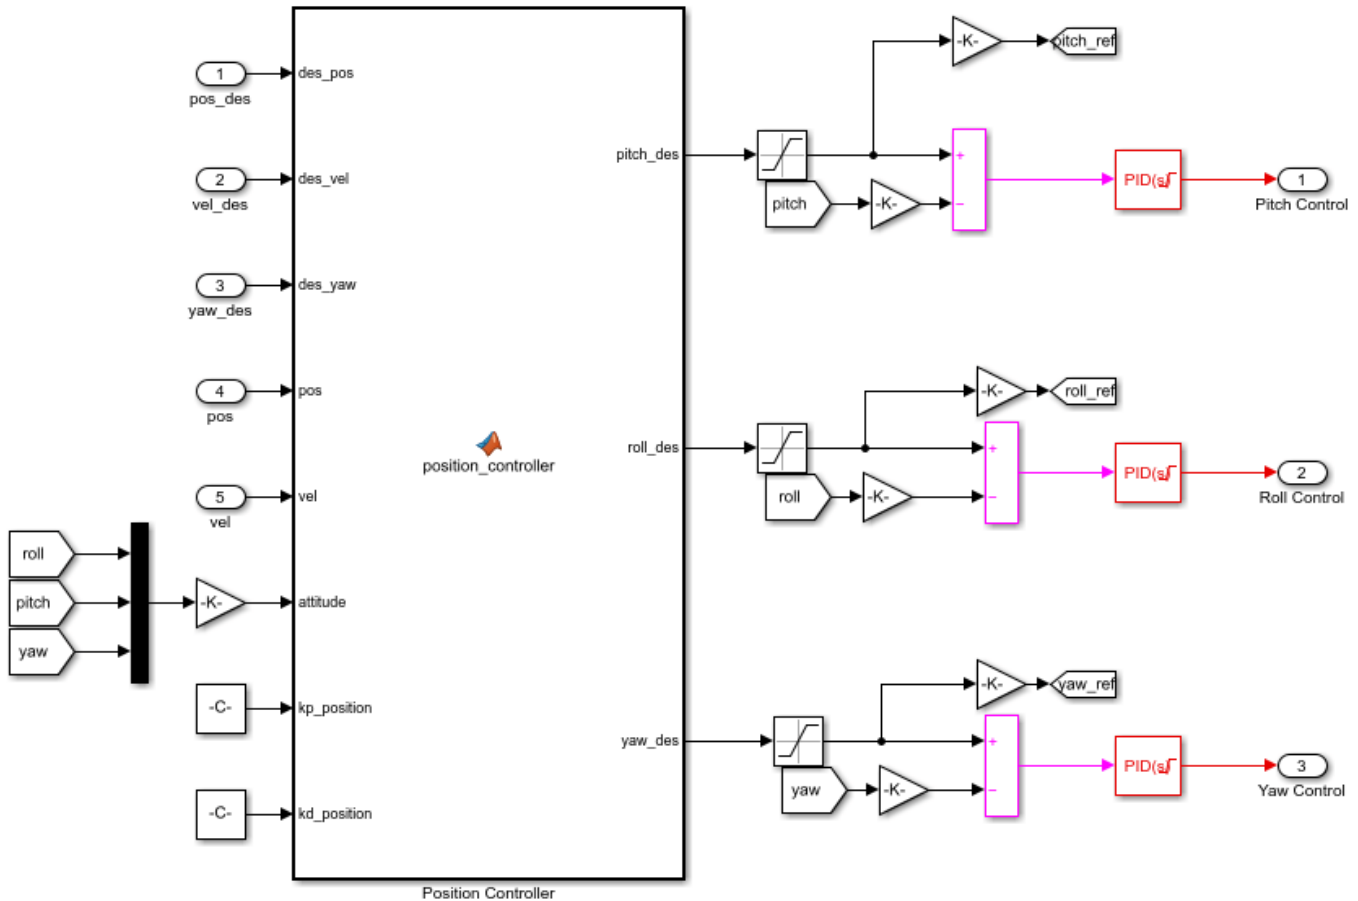 -K-
pitch_ref
1
pos_des
des_pos
pitch_des
+
2
vel_des
des_vel
pitch
-K-
−
PID(s)
1
Pitch Control
3
yaw_des
des_yaw
4
pos
pos
-K-
roll_ref
position_controller
roll_des
+
5
vel
vel
roll
-K-
−
PID(s)
2
Roll Control
roll
pitch
yaw
-K-
attitude
-C-
kp_position
-K-
yaw_ref
yaw_des
+
-C-
kd_position
yaw
-K-
−
PID(s)
3
Yaw Control
Position Controller